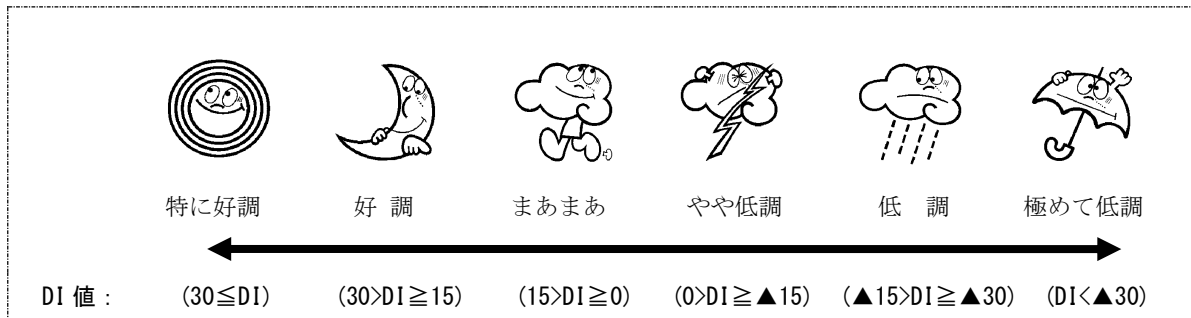 特に好調 好 調 まあまあ やや低調 低 調 極めて低調
DI 値： (30≦DI) (30>DI≧15) (15>DI≧0) (0>DI≧▲15) (▲15>DI≧▲30) (DI<▲30)